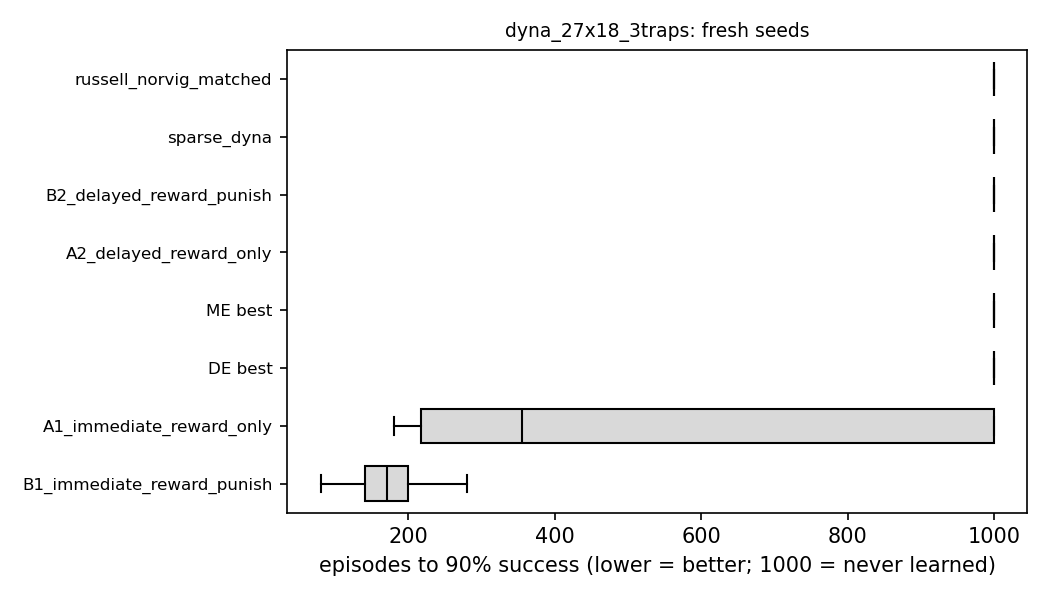 dyna_27x18_3traps: fresh seeds
russell_norvig_matched
sparse_dyna
B2_delayed_reward_punish
A2_delayed_reward_only
ME best
DE best
A1_immediate_reward_only
B1_immediate_reward_punish
200 400 600 800 1000
episodes to 90% success (lower = better; 1000 = never learned)